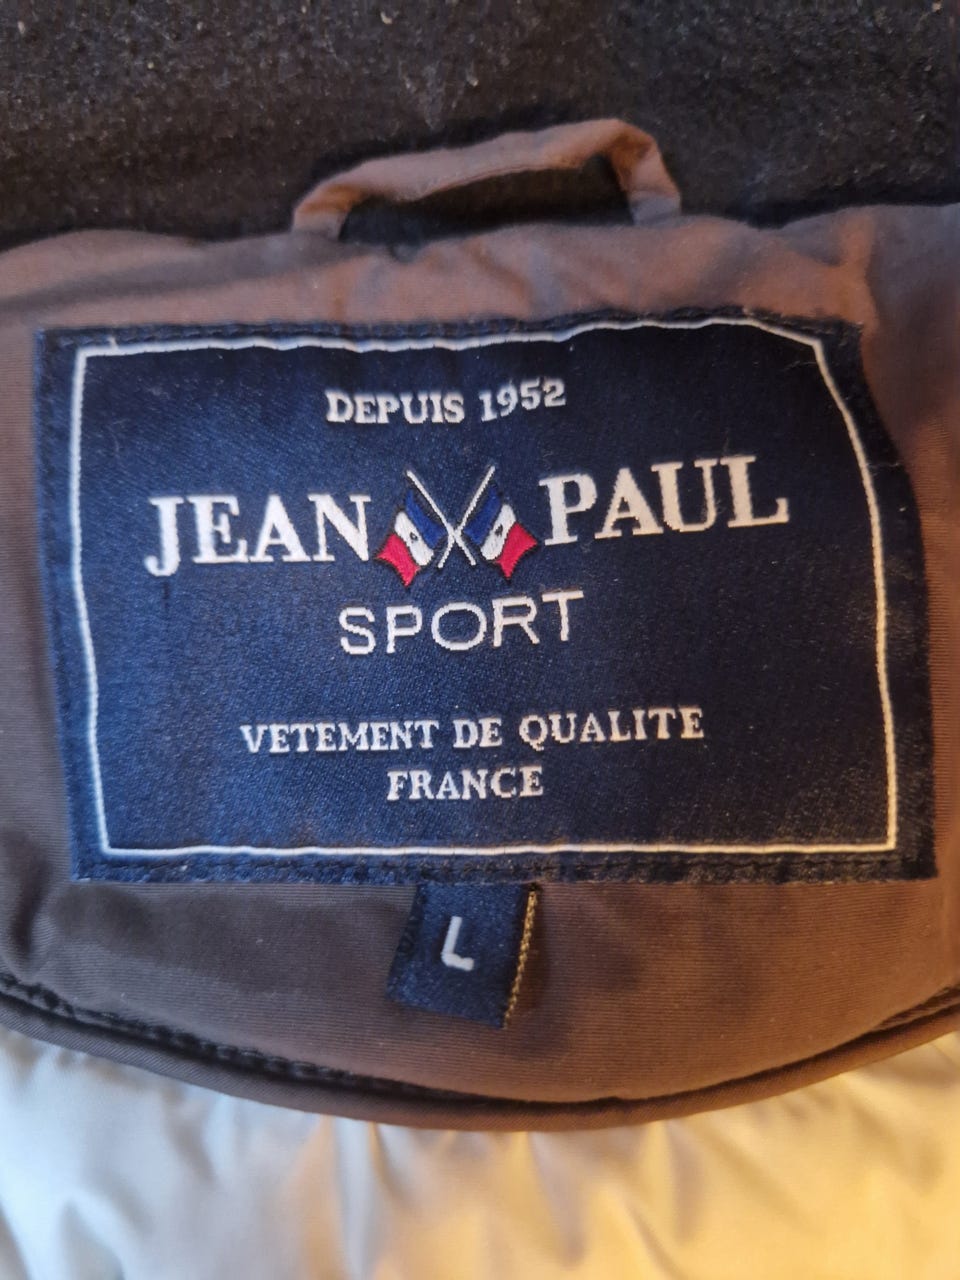 DEPUIS 1952
JEAN PAUL
SPORT
VETEMENT DE QUALITE
FRANCE
L